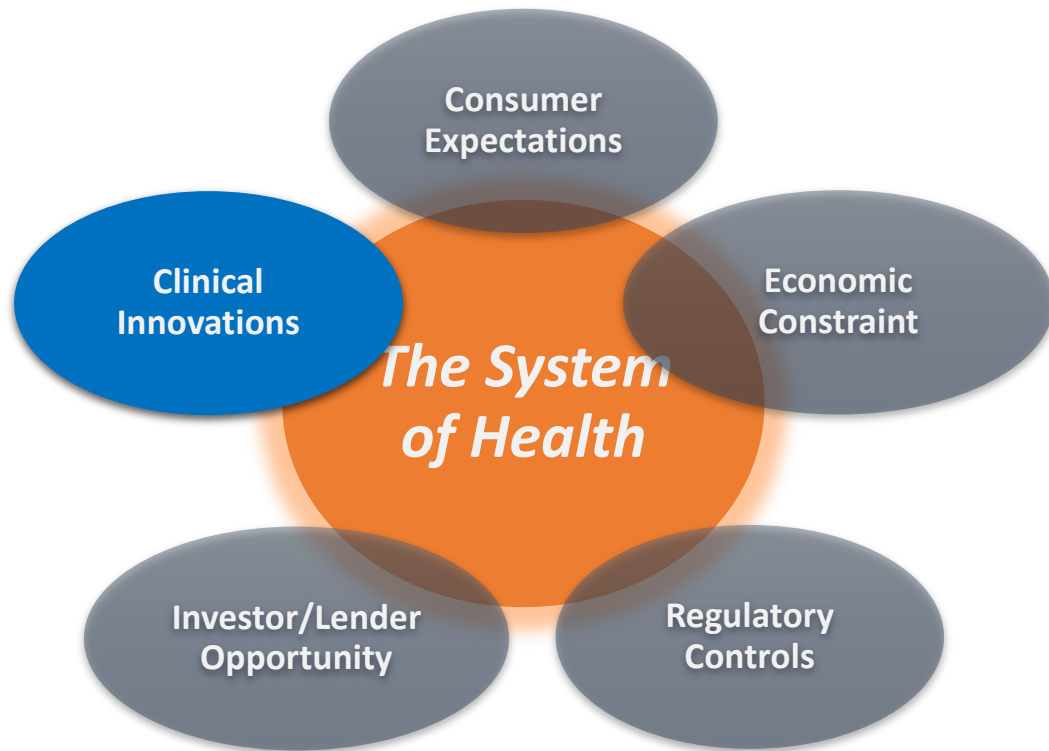 Consumer
Expectations
Clinical
Innovations
Economic
Constraint
The System
of Health
Investor/Lender
Opportunity
Regulatory
Controls